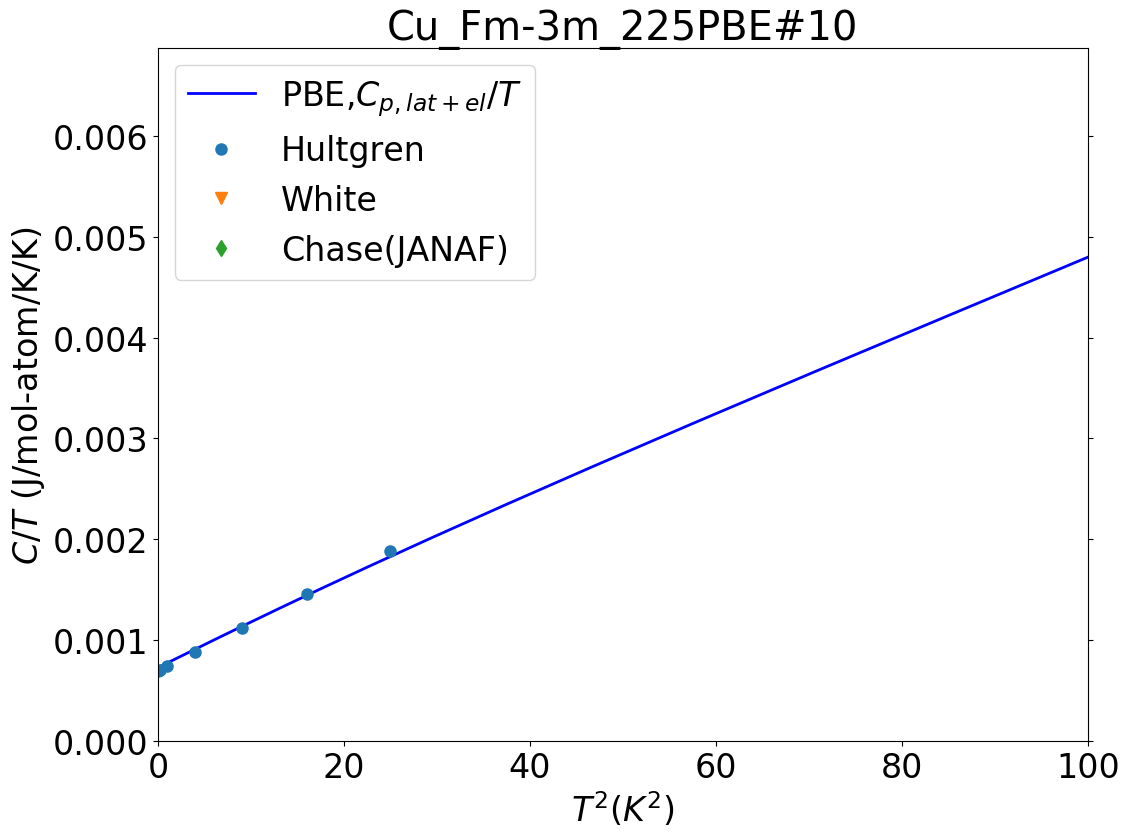 Cu_Fm-3m_225PBE#10
PBE,$C_{p, lat+el}/T$
Hultgren
White
Chase(JANAF)
0.006
0.005
0.004
0.003
0.002
0.001
0.000
C/T (J/mol-atom/K/K)
0 20 40 60 80 100
$T^2(K^2)$